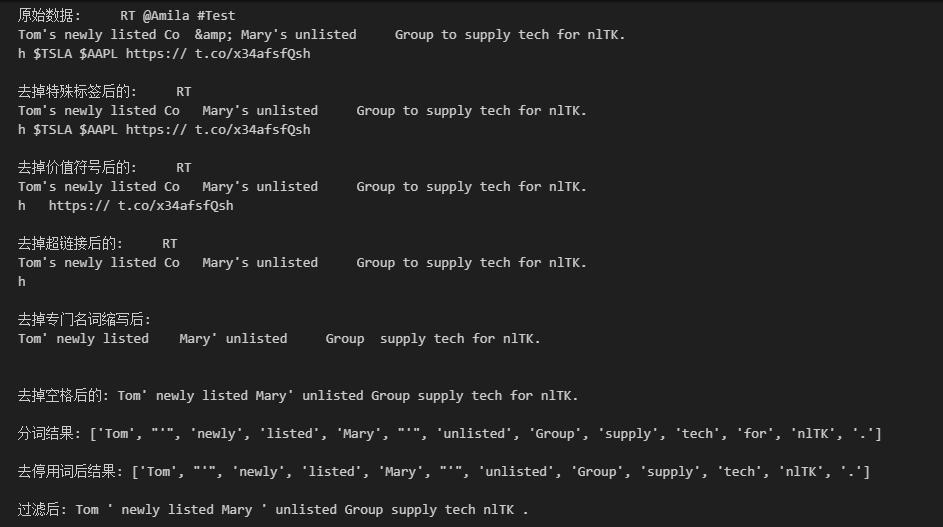 原始数据:     RT @Amila #Test
Tom's newly listed Co  &amp; Mary's unlisted     Group to supply tech for nlTK.
h $TSLA $AAPL https:// t.co/x34afsfQsh
去掉特殊标签后的:     RT
Tom's newly listed Co   Mary's unlisted     Group to supply tech for nlTK.
h $TSLA $AAPL https:// t.co/x34afsfQsh
去掉价值符号后的:     RT
Tom's newly listed Co   Mary's unlisted     Group to supply tech for nlTK.
h   https:// t.co/x34afsfQsh
去掉超链接后的:     RT
Tom's newly listed Co   Mary's unlisted     Group to supply tech for nlTK.
h
去掉专门名词缩写后:
Tom' newly listed    Mary' unlisted     Group  supply tech for nlTK.
去掉空格后的: Tom' newly listed Mary' unlisted Group supply tech for nlTK.
分词结果: ['Tom', "'", 'newly', 'listed', 'Mary', "'", 'unlisted', 'Group', 'supply', 'tech', 'for', 'nlTK', '.']
去停用词后结果: ['Tom', "'", 'newly', 'listed', 'Mary', "'", 'unlisted', 'Group', 'supply', 'tech', 'nlTK', '.']
过滤后: Tom ' newly listed Mary ' unlisted Group supply tech nlTK .